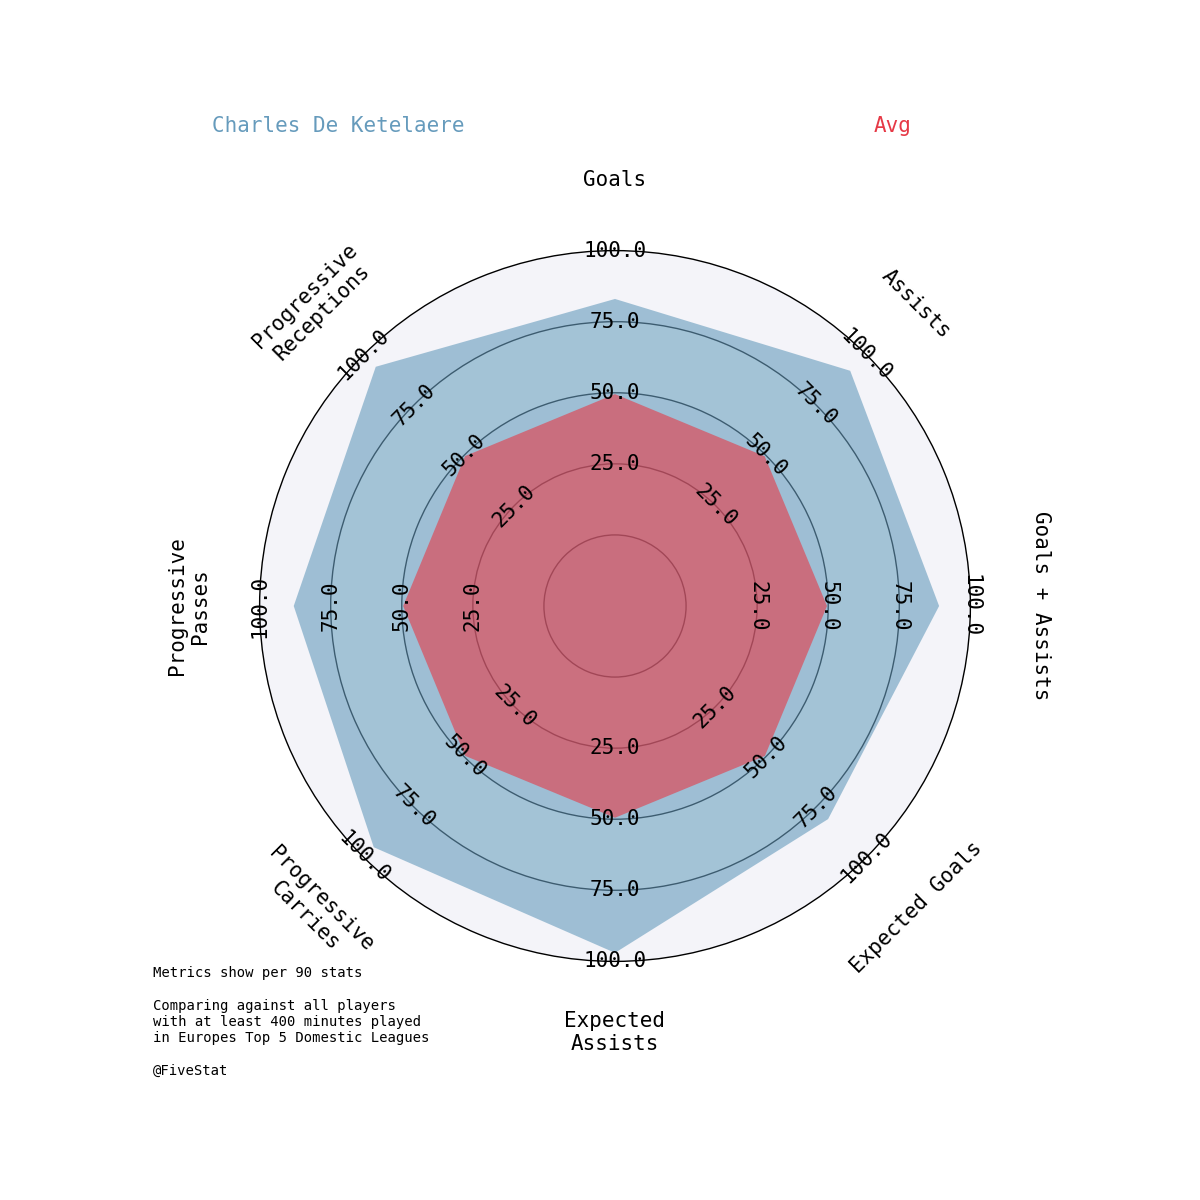 Charles De Ketelaere
Avg
Goals
Assists
Goals + Assists
Expected Goals
Expected
Assists
Progressive
Carries
Progressive
Passes
Progressive
Receptions
100.0
75.0
50.0
25.0
100.0
75.0
50.0
25.0
100.0
75.0
50.0
25.0
100.0
75.0
50.0
25.0
100.0
75.0
50.0
25.0
100.0
75.0
50.0
25.0
100.0
75.0
50.0
25.0
100.0
75.0
50.0
25.0
Metrics show per 90 stats
Comparing against all players
with at least 400 minutes played
in Europes Top 5 Domestic Leagues
@FiveStat